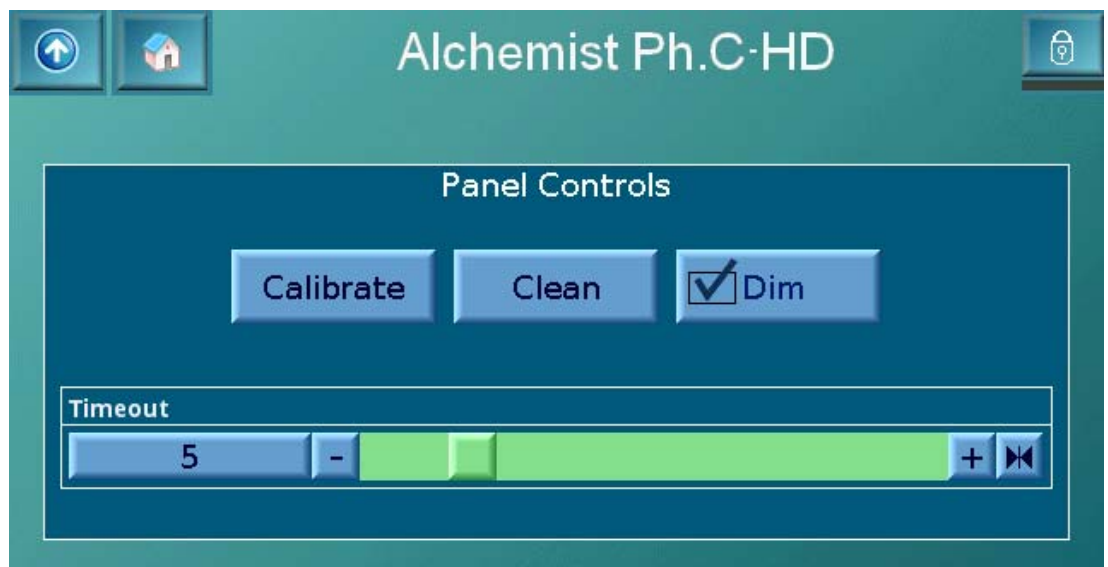 Alchemist Ph.C-HD
Panel Controls
Calibrate Clean Dim
Timeout
5 - +